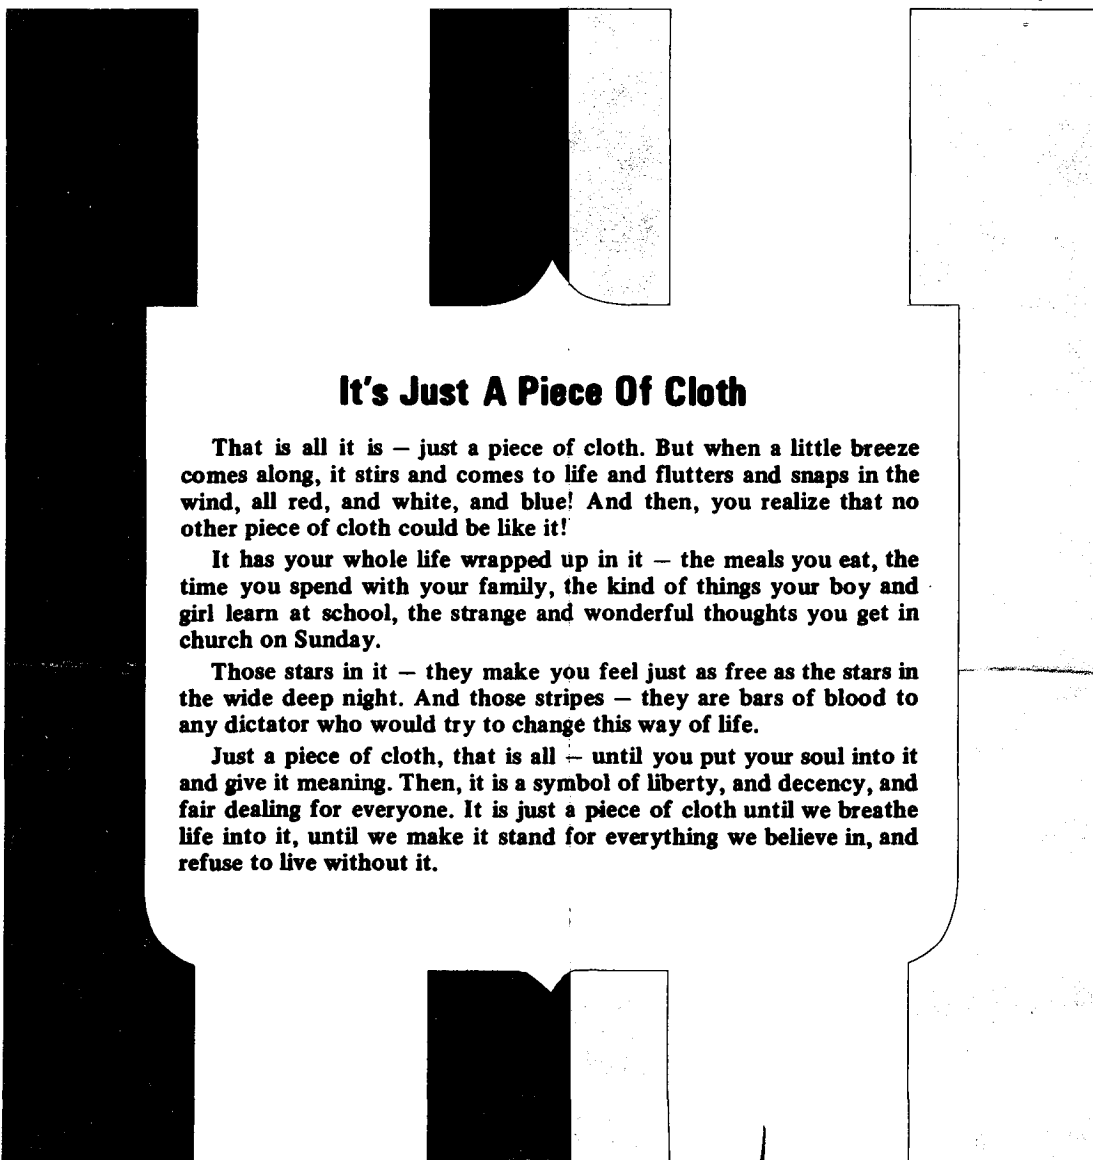 It's Just A Piece Of Cloth
That is all it is — just a piece of cloth. But when a little breeze
comes along, it stirs and comes to life and flutters and snaps in the
wind, all red, and white, and blue! And then, you realize that no
other piece of cloth could be like it!
It has your whole life wrapped up in it — the meals you eat, the
time you spend with your family, the kind of things your boy and
girl learn at school, the strange and wonderful thoughts you get in
church on Sunday.
Those stars in it — they make you feel just as free as the stars in
the wide deep night. And those stripes — they are bars of blood to
any dictator who would try to change this way of life.
Just a piece of cloth, that is all — until you put your soul into it
and give it meaning. Then, it is a symbol of liberty, and decency, and
fair dealing for everyone. It is just a piece of cloth until we breathe
life into it, until we make it stand for everything we believe in, and
refuse to live without it.